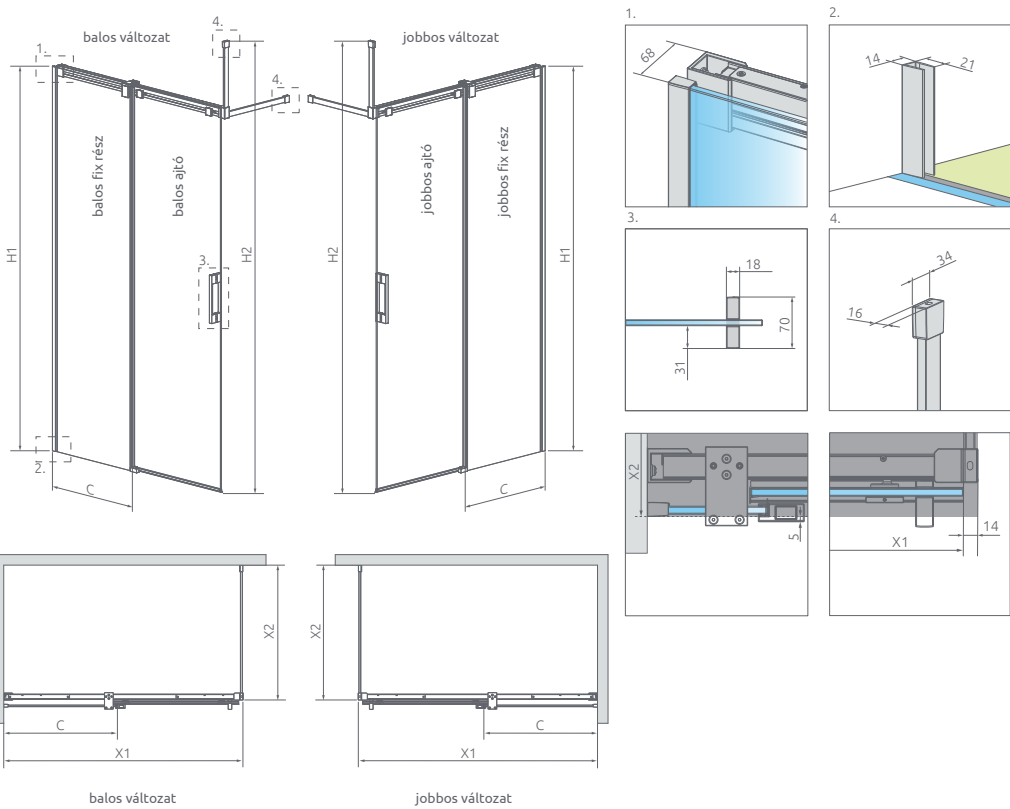 balos változat
jobbos változat
1.
4.
4.
balos fix rész
balos ajtó
H1
H2
3.
2.
C
jobbos ajtó
jobbos fix rész
H2
H1
C
1.
68
2.
14
21
3.
18
70
31
4.
34
16
X2
5
X1
14
X2
C
X1
balos változat
X2
C
X1
jobbos változat